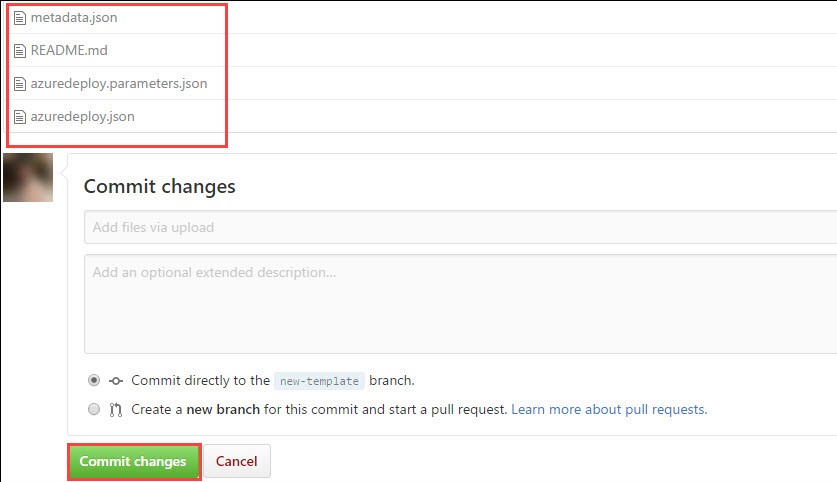 metadata.json
README.md
azuredeploy.parameters.json
azuredeploy.json
Commit changes
Add files via upload
Add an optional extended description...
Commit directly to the new-template branch.
Create a new branch for this commit and start a pull request. Learn more about pull requests.
Commit changes Cancel